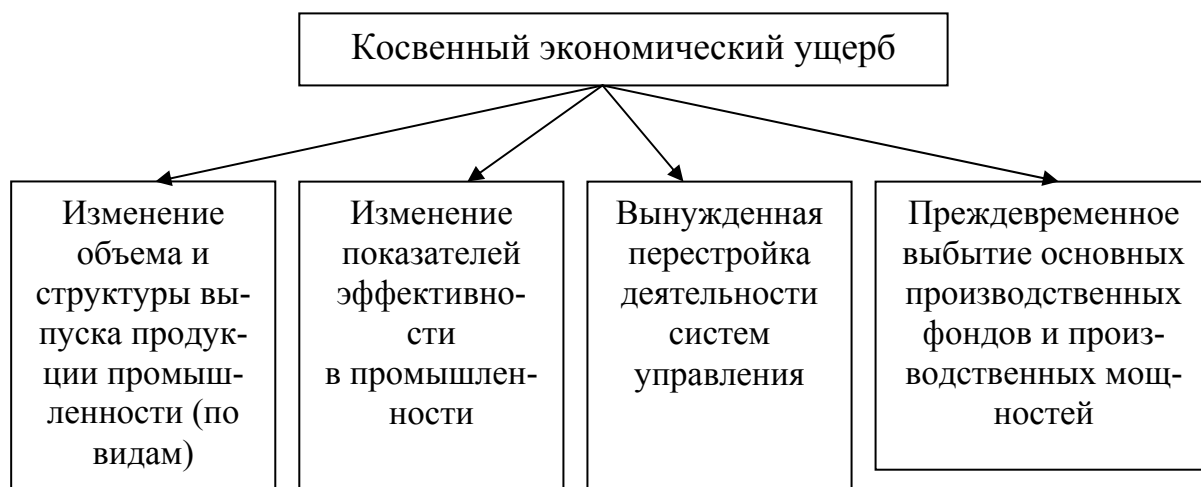 Косвенный экономический ущерб
Изменение
объема и
структуры вы-
пуска продук-
ции промыш-
ленности (по
видам)
Изменение
показателей
эффективно-
сти
в промышлен-
ности
Вынужденная
перестройка
деятельности
систем
управления
Преждевременное
выбытие основных
производственных
фондов и произ-
водственных мощ-
ностей